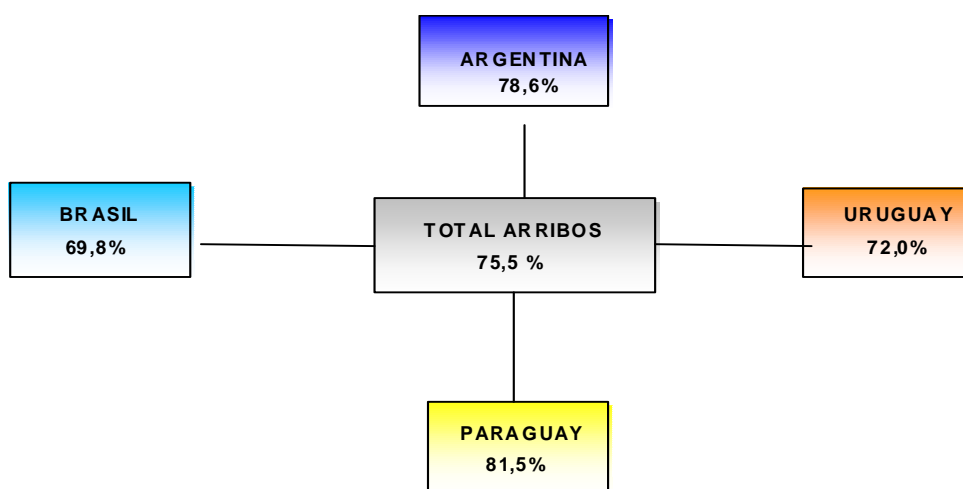 ARGENTINA
78,6%
BRASIL
69,8%
TOTAL ARRIBOS
75,5 %
URUGUAY
72,0%
PARAGUAY
81,5%